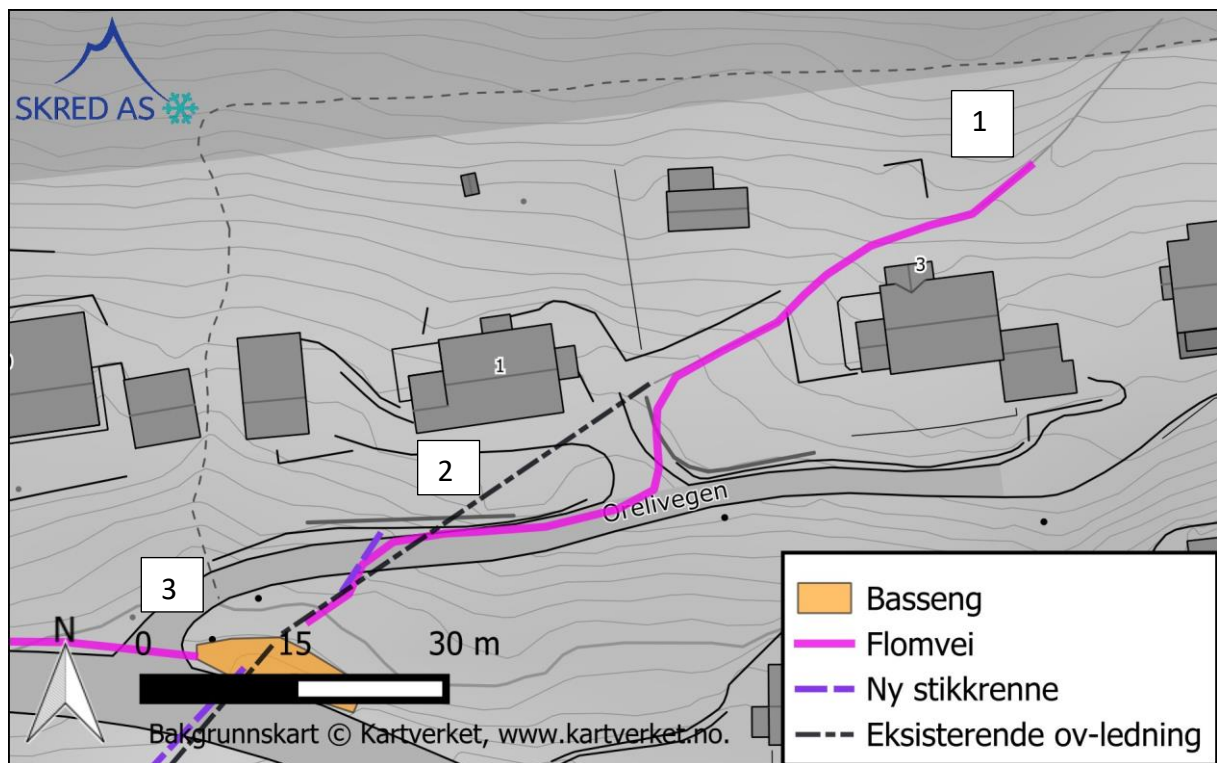 SKRED AS
1
3
1
2
Orelivegen
3
N
0 15 30 m
Bakgrunnskart © Kartverket, www.kartverket.no.
Basseng
Flomvei
Ny stikkrenne
Eksisterende ov-ledning